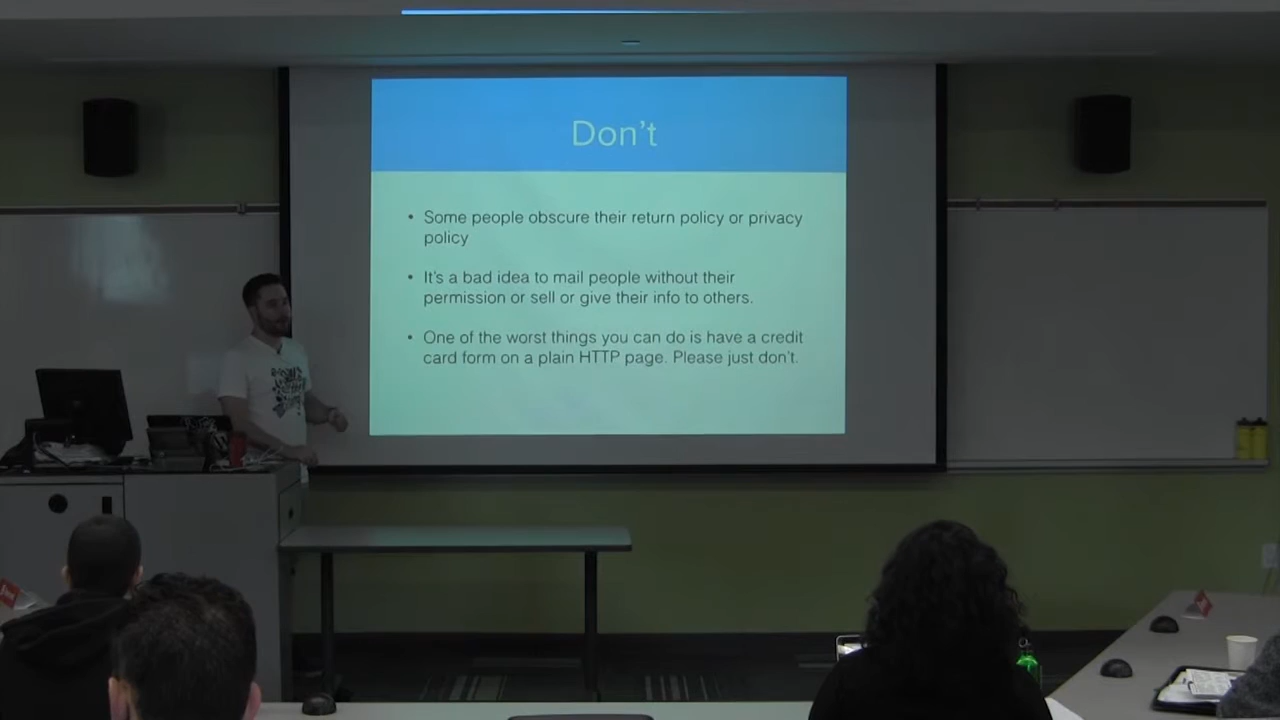 Don't
• Some people obscure their return policy or privacy
policy
• It's a bad idea to mail people without their
permission or sell or give their info to others.
• One of the worst things you can do is have a credit
card form on a plain HTTP page. Please just don't.